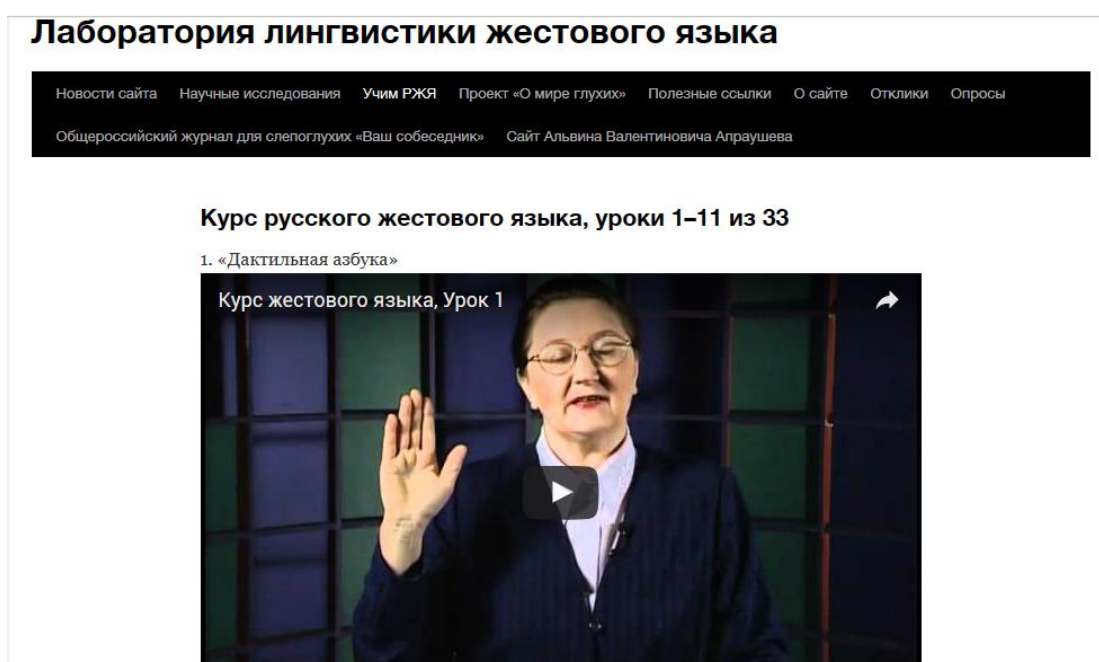 Лаборатория лингвистики жестового языка
Новости сайта Научные исследования Учим РЖЯ Проект «О мире глухих» Полезные ссылки О сайте Отклики Опросы
Общероссийский журнал для слепоглухих «Ваш собеседник» Сайт Альвина Валентиновича Апраушева
Курс русского жестового языка, уроки 1–11 из 33
1. «Дактильная азбука»
Курс жестового языка, Урок 1